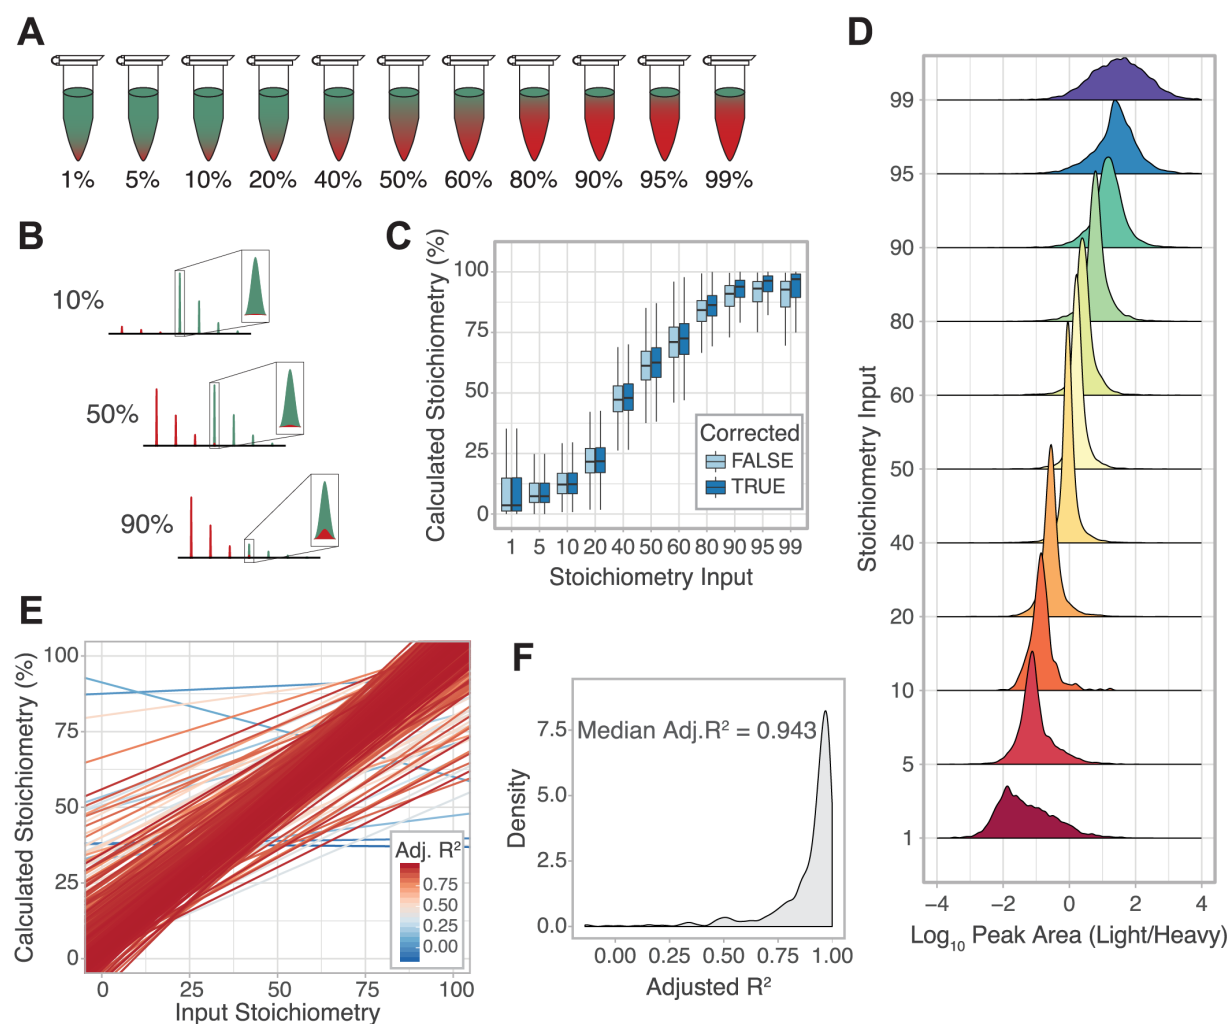 A
1% 5% 10% 20% 40% 50% 60% 80% 90% 95% 99%
B
10%
50%
90%
C
Calculated Stoichiometry (%)
100
75
50
25
0
Corrected
FALSE
TRUE
1 5 10 20 40 50 60 80 90 95 99
Stoichiometry Input
D
Stoichiometry Input
99
95
90
80
60
50
40
20
10
5
1
−4 −2 0 2 4
Log10 Peak Area (Light/Heavy)
E
Calculated Stoichiometry (%)
100
75
50
25
0
Adj. R²
0.75
0.50
0.25
0.00
0 25 50 75 100
Input Stoichiometry
F
Median Adj.R² = 0.943
Density
7.5
5.0
2.5
0.0
0.00 0.25 0.50 0.75 1.00
Adjusted R²